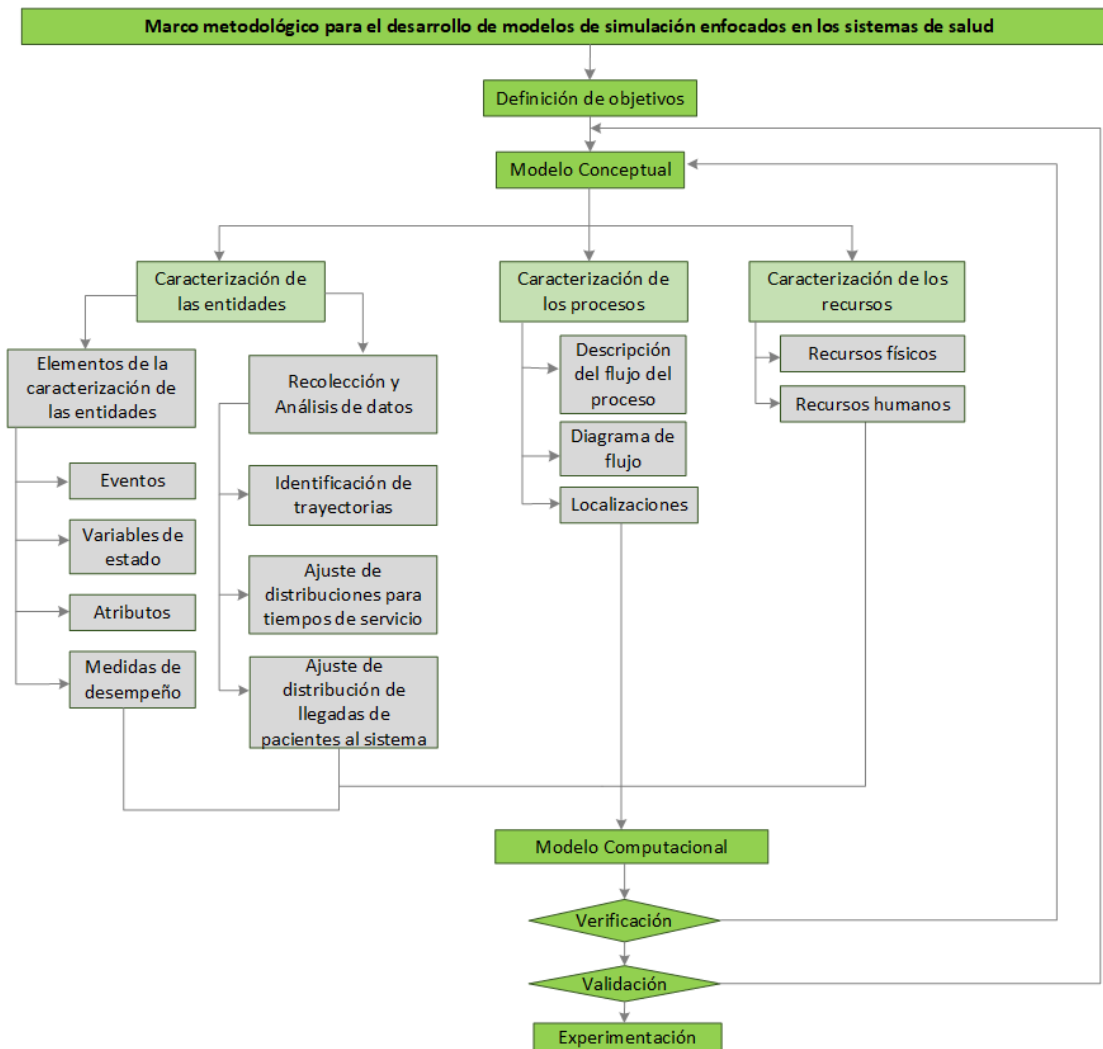 Marco metodológico para el desarrollo de modelos de simulación enfocados en los sistemas de salud
Definición de objetivos
Modelo Conceptual
Caracterización de
las entidades
Caracterización de
los procesos
Caracterización de los
recursos
Elementos de la
caracterización de
las entidades
Eventos
Variables de
estado
Atributos
Medidas de
desempeño
Recolección y
Análisis de datos
Identificación de
trayectorias
Ajuste de
distribuciones para
tiempos de servicio
Ajuste de
distribución de
llegadas de
pacientes al sistema
Descripción
del flujo del
proceso
Diagrama de
flujo
Localizaciones
Recursos físicos
Recursos humanos
Modelo Computacional
Verificación
Validación
Experimentación